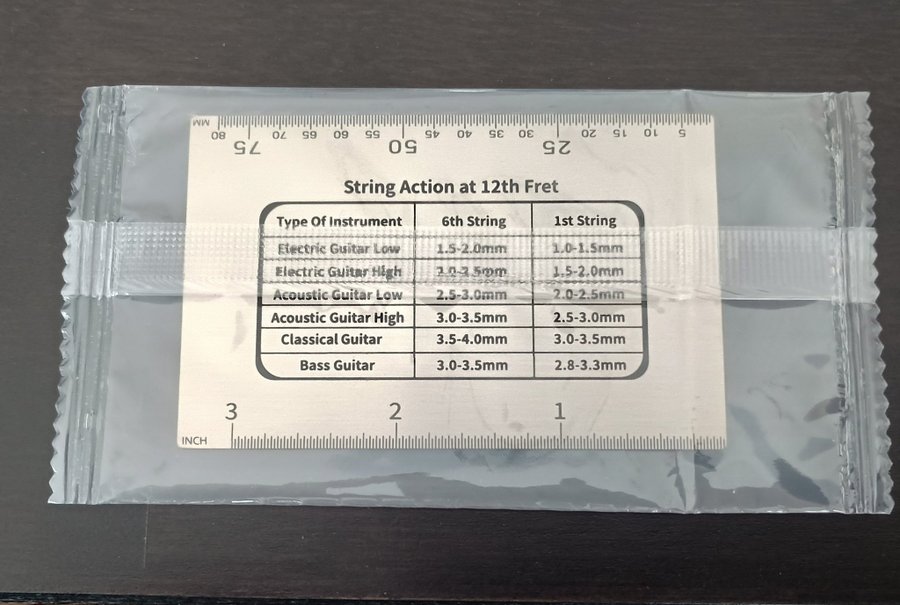 MM 80 75 70 65 60 55 50 45 40 35 30 25 20 15 10 5
String Action at 12th Fret
Type Of Instrument 6th String 1st String
Electric Guitar Low 1.5-2.0mm 1.0-1.5mm
Electric Guitar High 2.0-2.5mm 1.5-2.0mm
Acoustic Guitar Low 2.5-3.0mm 2.0-2.5mm
Acoustic Guitar High 3.0-3.5mm 2.5-3.0mm
Classical Guitar 3.5-4.0mm 3.0-3.5mm
Bass Guitar 3.0-3.5mm 2.8-3.3mm
3 2 1
INCH